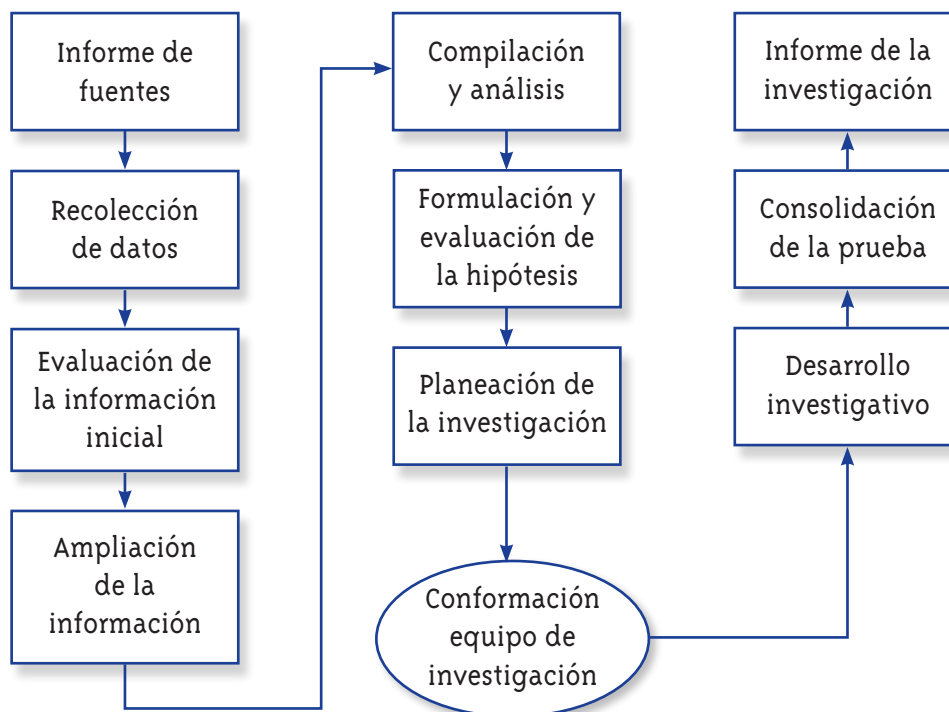 Informe de
fuentes
Recolección
de datos
Evaluación de
la información
inicial
Ampliación
de la
información
Compilación
y análisis
Formulación y
evaluación de
la hipótesis
Planeación de
la investigación
Conformación
equipo de
investigación
Desarrollo
investigativo
Consolidación
de la prueba
Informe de la
investigación